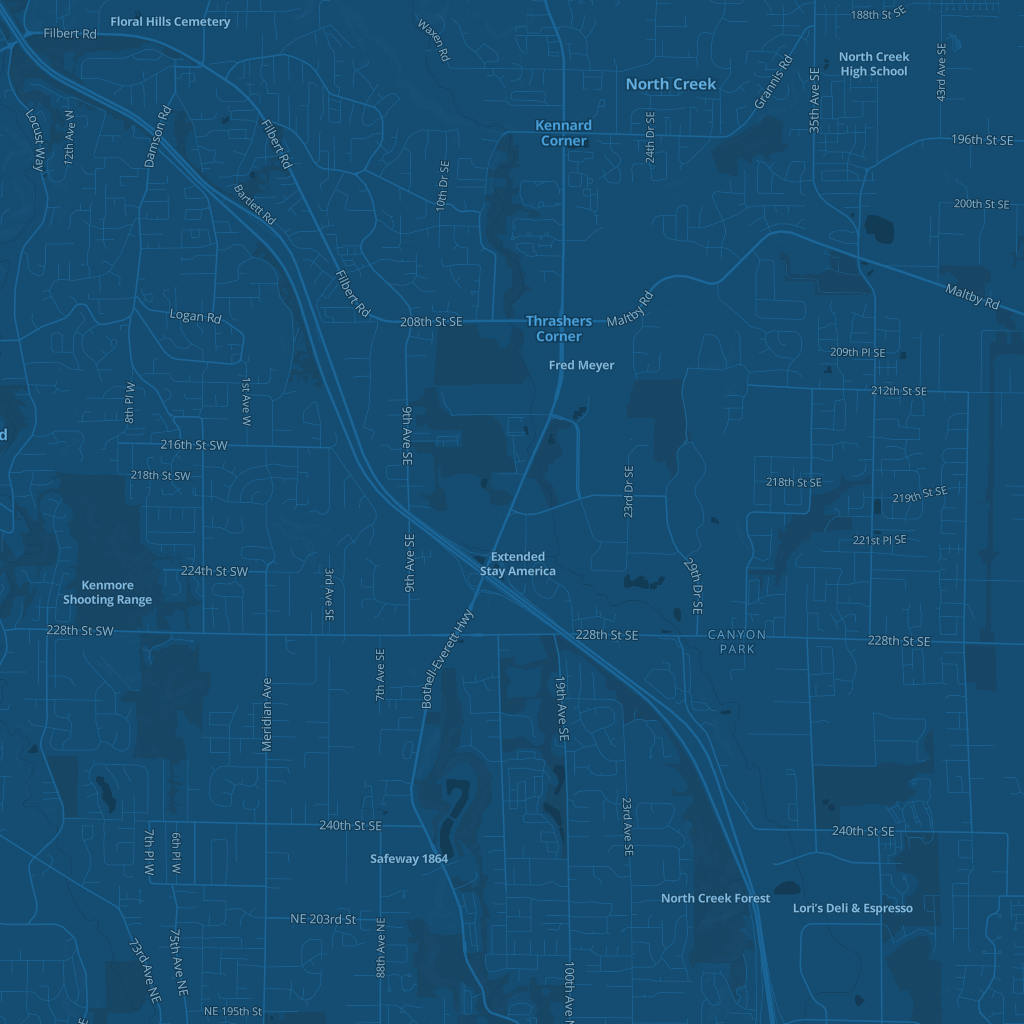 Floral Hills Cemetery
Filbert Rd
Waxen Rd
188th St SE
North Creek
High School
43rd Ave SE
North Creek
Grannis Rd
35th Ave SE
Locust Way
12th Ave W
Damson Rd
Filbert Rd
Kennard
Corner
24th Dr SE
196th St SE
Bartlett Rd
10th Dr SE
200th St SE
Filbert Rd
Maltby Rd
Maltby Rd
Logan Rd
208th St SE
Thrashers
Corner
Fred Meyer
209th Pl SE
212th St SE
8th Pl W
1st Ave W
9th Ave SE
216th St SW
218th St SW
23rd Dr SE
218th St SE
219th St SE
221st Pl SE
Extended
Stay America
9th Ave SE
224th St SW
3rd Ave SE
Kenmore
Shooting Range
29th Dr SE
228th St SW
228th St SE
CANYON
PARK
228th St SE
Bothell-Everett Hwy
7th Ave SE
Meridian Ave
19th Ave SE
23rd Ave SE
240th St SE
240th St SE
7th Pl W
6th Pl W
Safeway 1864
North Creek Forest
Lori's Deli & Espresso
NE 203rd St
88th Ave NE
73rd Ave NE
75th Ave NE
100th Ave N
NE 195th St